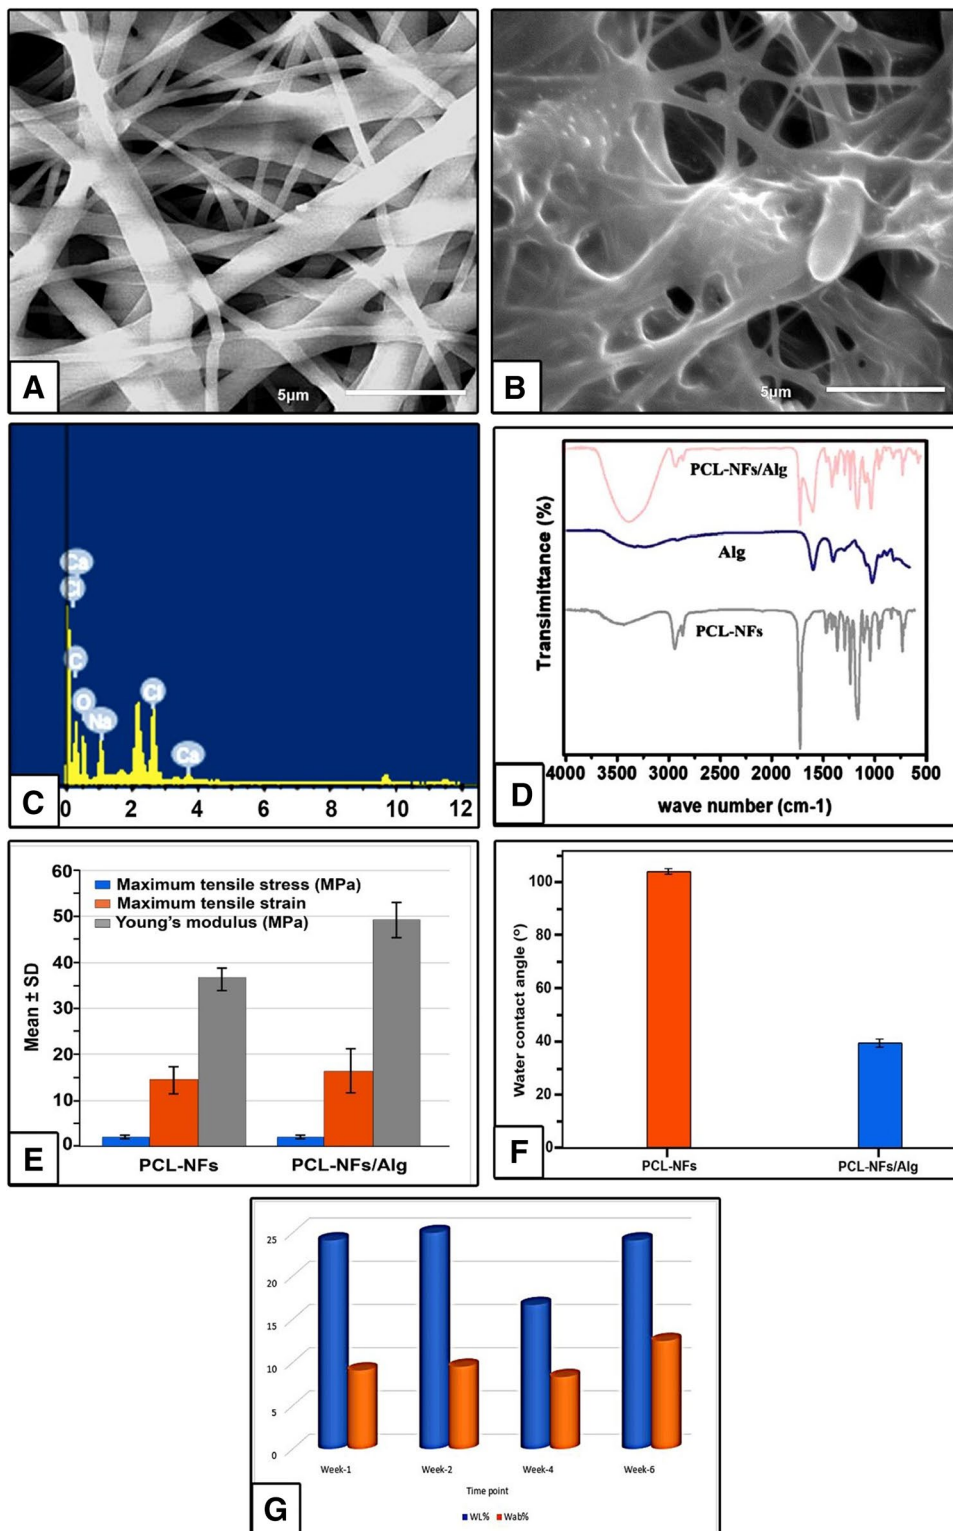 5µm
A
5µm
B
Ca
Cl
C
O
Na
Cl
Ca
0 2 4 6 8 10 12
C
Transimittance (%)
PCL-NFs/Alg
Alg
PCL-NFs
4000 3500 3000 2500 2000 1500 1000 500
wave number (cm-1)
D
60
50
40
30
20
10
0
Mean ± SD
Maximum tensile stress (MPa)
Maximum tensile strain
Young's modulus (MPa)
PCL-NFs PCL-NFs/Alg
E
100
80
60
40
20
0
Water contact angle (°)
PCL-NFs PCL-NFs/Alg
F
25
20
15
10
5
0
Week-1 Week-2 Week-4 Week-6
Time point
WL% Wab%
G